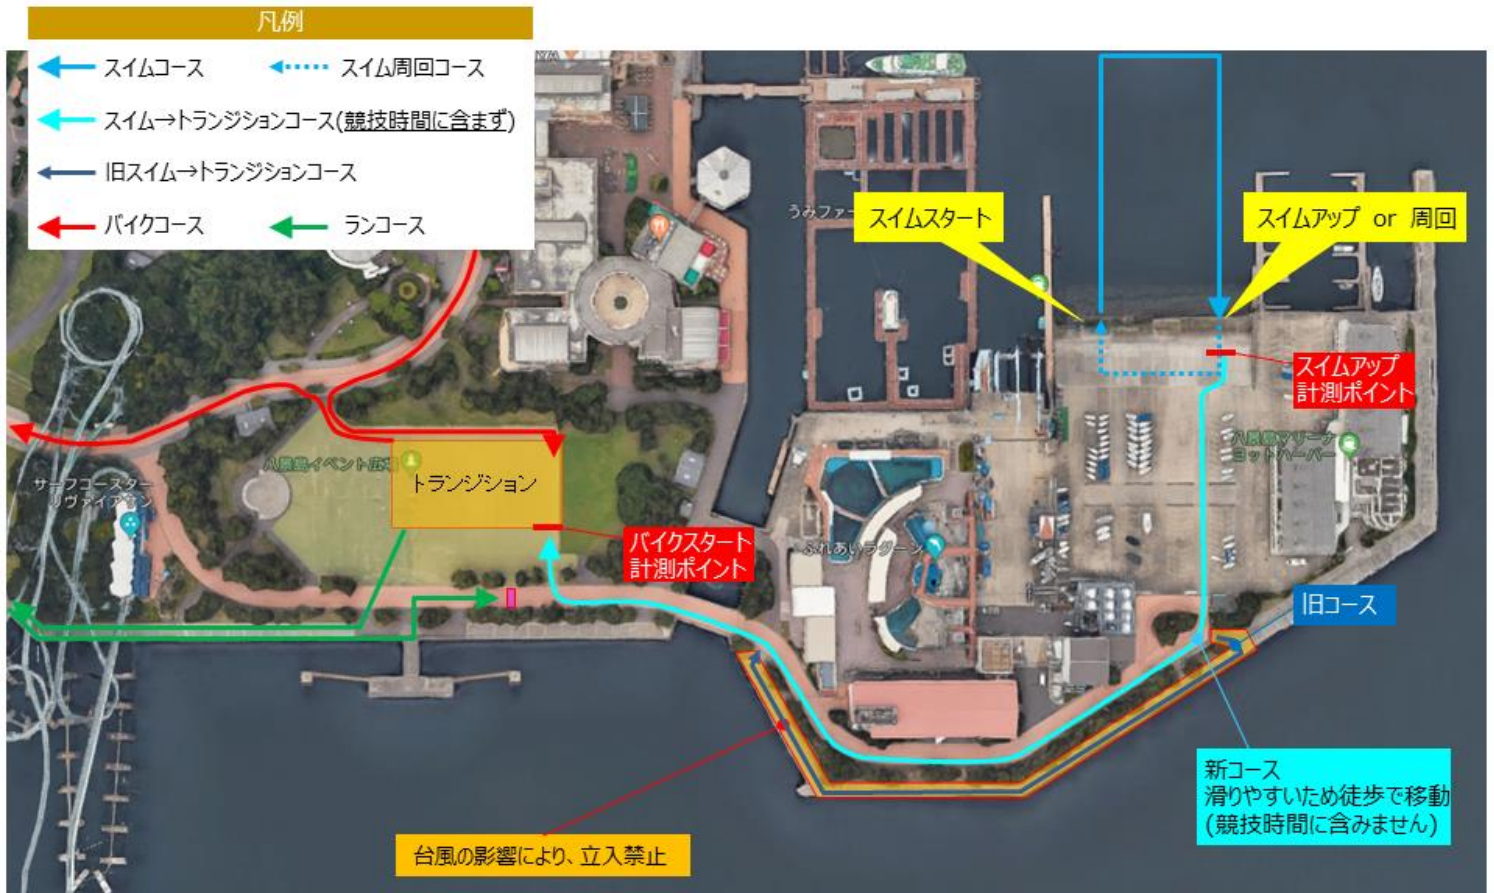 凡例
スイムコース
スイム周回コース
スイム→トランジションコース(競技時間に含まず)
旧スイム→トランジションコース
バイクコース
ランコース
うみファー
スイムスタート
スイムアップ or 周回
スイムアップ
計測ポイント
八景島マリーナ
ヨットハーバー
八景島イベント広場
トランジション
サーフコースター
リヴァイアサン
バイクスタート
計測ポイント
ふれあいラグーン
旧コース
新コース
滑りやすいため徒歩で移動
(競技時間に含みません)
台風の影響により、立入禁止